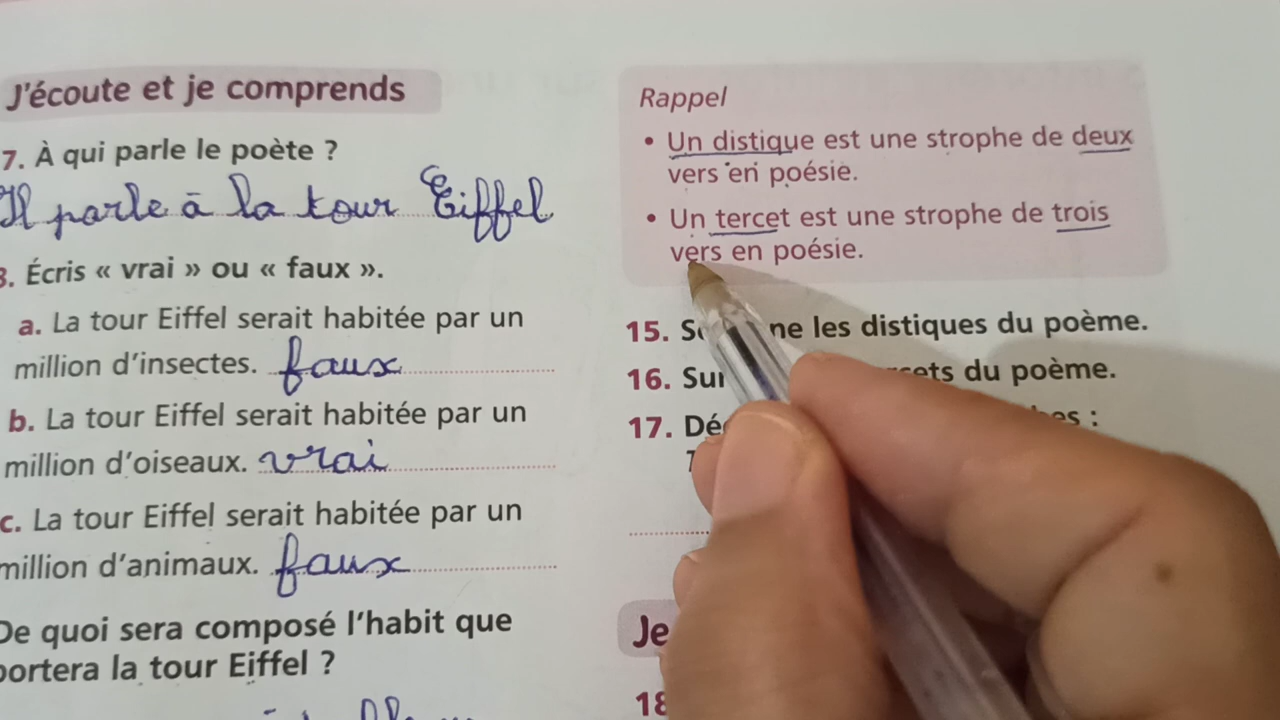 J'écoute et je comprends
7. À qui parle le poète ?
Il parle à la tour Eiffel
8. Écris « vrai » ou « faux ».
a. La tour Eiffel serait habitée par un
million d'insectes. faux
b. La tour Eiffel serait habitée par un
million d'oiseaux. vrai
c. La tour Eiffel serait habitée par un
million d'animaux. faux
De quoi sera composé l'habit que
portera la tour Eiffel ?
Rappel
• Un distique est une strophe de deux
vers en poésie.
• Un tercet est une strophe de trois
vers en poésie.
15. ne les distiques du poème.
16. Sur du poème.
17.
:
Je
18